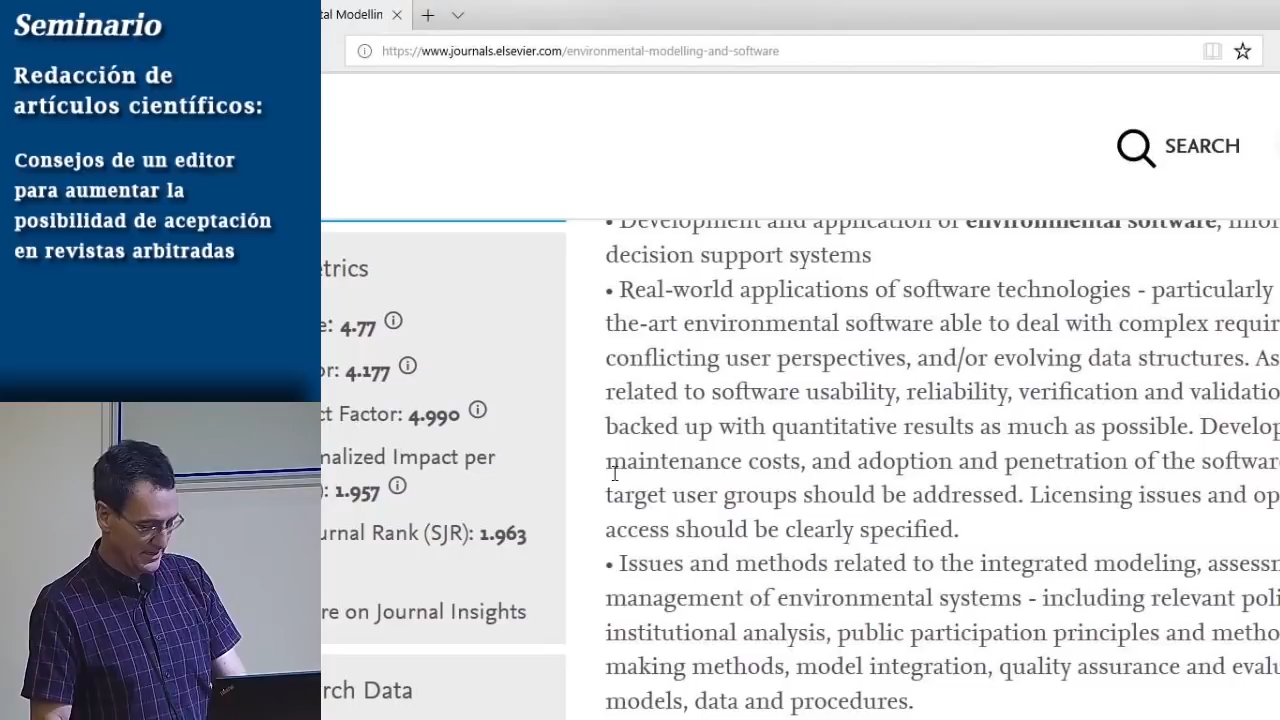 Seminario
Redacción de
artículos científicos:
Consejos de un editor
para aumentar la
posibilidad de aceptación
en revistas arbitradas
tal Modellin
https://www.journals.elsevier.com/environmental-modelling-and-software
SEARCH
etrics
e: 4.77
or: 4.177
ct Factor: 4.990
malized Impact per
): 1.957
urnal Rank (SJR): 1.963
re on Journal Insights
rch Data
• Development and application of environmental software, infor
decision support systems
• Real-world applications of software technologies - particularly
the-art environmental software able to deal with complex requir
conflicting user perspectives, and/or evolving data structures. As
related to software usability, reliability, verification and validatio
backed up with quantitative results as much as possible. Develop
maintenance costs, and adoption and penetration of the software
target user groups should be addressed. Licensing issues and op
access should be clearly specified.
• Issues and methods related to the integrated modeling, assessm
management of environmental systems - including relevant poli
institutional analysis, public participation principles and metho
making methods, model integration, quality assurance and evalu
models, data and procedures.